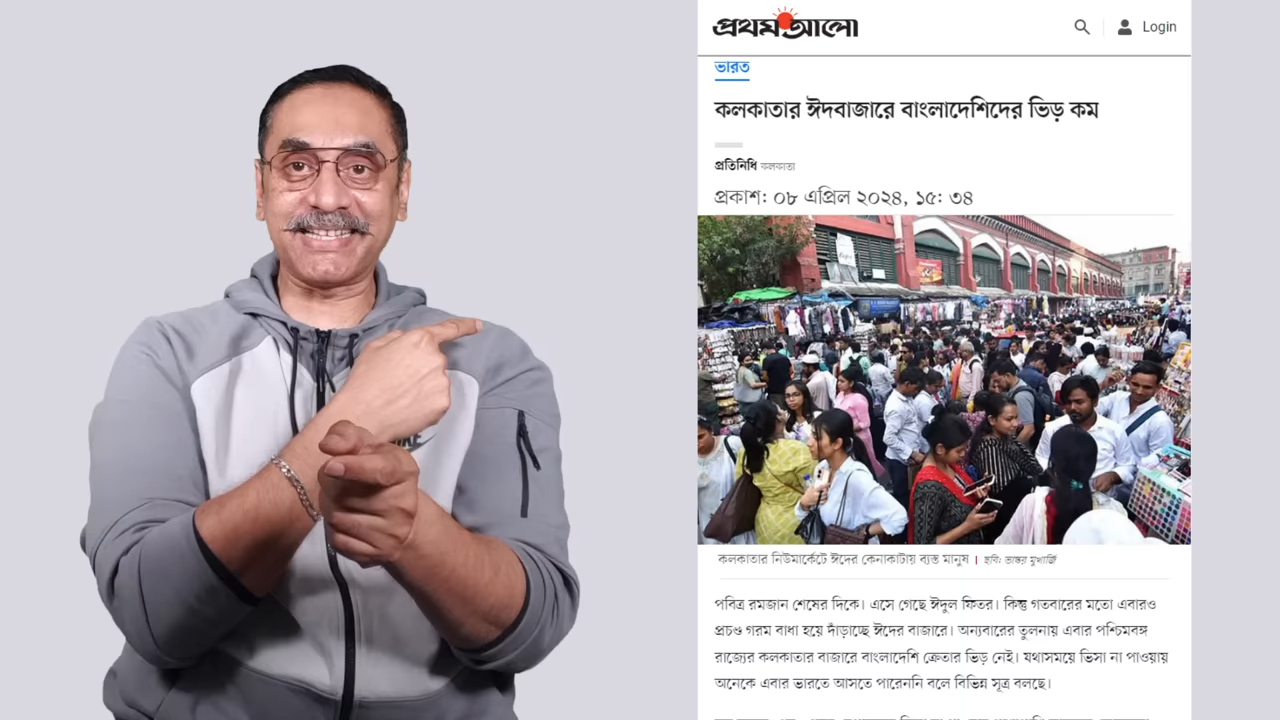 প্রথম আলো
Login
ভারত
কলকাতার ঈদবাজারে বাংলাদেশিদের ভিড় কম
প্রতিনিধি কলকাতা
প্রকাশ: ০৮ এপ্রিল ২০২৪, ১৫: ৩৪
কলকাতার নিউমার্কেটে ঈদের কেনাকাটায় ব্যস্ত মানুষ | ছবি: ভাস্কর মুখার্জি
পবিত্র রমজান শেষের দিকে। এসে গেছে ঈদুল ফিতর। কিন্তু গতবারের মতো এবারও
প্রচণ্ড গরম বাধা হয়ে দাঁড়াচ্ছে ঈদের বাজারে। অন্যবারের তুলনায় এবার পশ্চিমবঙ্গ
রাজ্যের কলকাতার বাজারে বাংলাদেশি ক্রেতার ভিড় নেই। যথাসময়ে ভিসা না পাওয়ায়
অনেকে এবার ভারতে আসতে পারেননি বলে বিভিন্ন সূত্র বলছে।